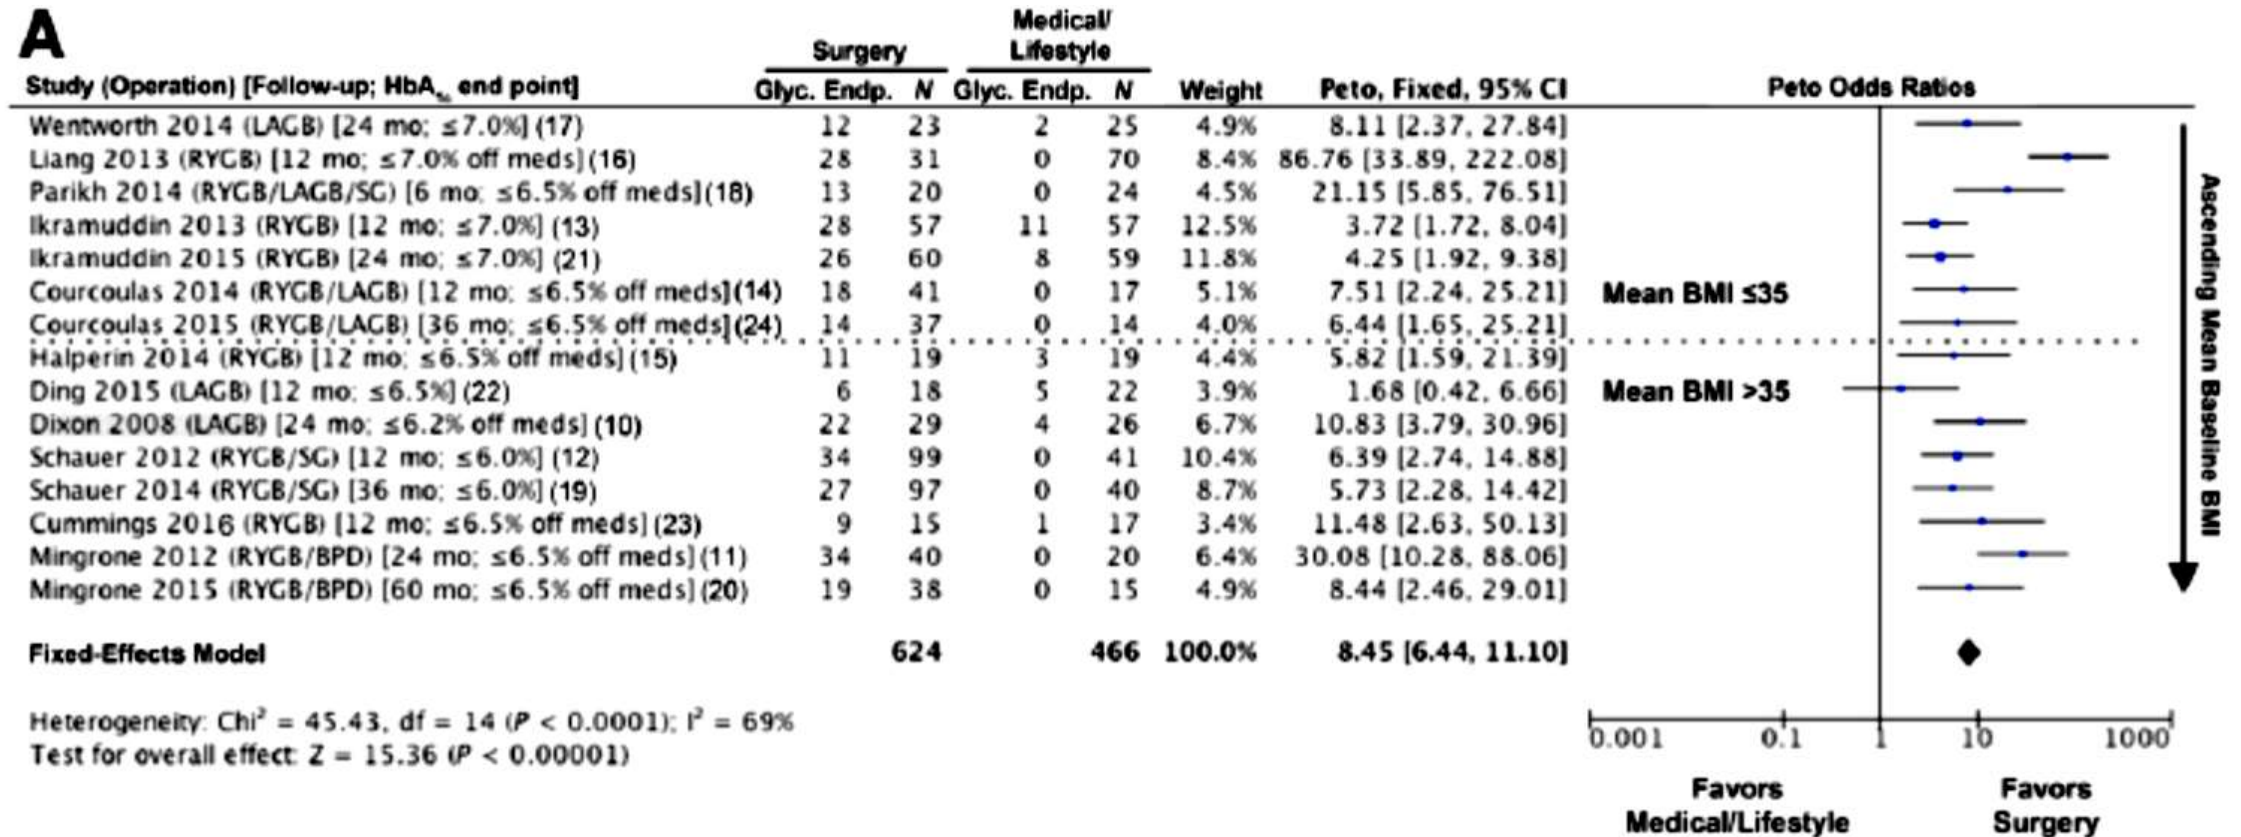 A
Surgery Medical/ Lifestyle
Study (Operation) [Follow-up; HbA1c end point] Glyc. Endp. N Glyc. Endp. N Weight Peto, Fixed, 95% CI Peto Odds Ratios
Wentworth 2014 (LAGB) [24 mo; ≤7.0%] (17) 12 23 2 25 4.9% 8.11 [2.37, 27.84]
Liang 2013 (RYGB) [12 mo; ≤7.0% off meds] (16) 28 31 0 70 8.4% 86.76 [33.89, 222.08]
Parikh 2014 (RYGB/LAGB/SG) [6 mo; ≤6.5% off meds] (18) 13 20 0 24 4.5% 21.15 [5.85, 76.51]
Ikramuddin 2013 (RYGB) [12 mo; ≤7.0%] (13) 28 57 11 57 12.5% 3.72 [1.72, 8.04]
Ikramuddin 2015 (RYGB) [24 mo; ≤7.0%] (21) 26 60 8 59 11.8% 4.25 [1.92, 9.38]
Courcoulas 2014 (RYGB/LAGB) [12 mo; ≤6.5% off meds] (14) 18 41 0 17 5.1% 7.51 [2.24, 25.21] Mean BMI ≤35
Courcoulas 2015 (RYGB/LAGB) [36 mo; ≤6.5% off meds] (24) 14 37 0 14 4.0% 6.44 [1.65, 25.21]
Halperin 2014 (RYGB) [12 mo; ≤6.5% off meds] (15) 11 19 3 19 4.4% 5.82 [1.59, 21.39]
Ding 2015 (LAGB) [12 mo; ≤6.5%] (22) 6 18 5 22 3.9% 1.68 [0.42, 6.66] Mean BMI >35
Dixon 2008 (LAGB) [24 mo; ≤6.2% off meds] (10) 22 29 4 26 6.7% 10.83 [3.79, 30.96]
Schauer 2012 (RYGB/SG) [12 mo; ≤6.0%] (12) 34 99 0 41 10.4% 6.39 [2.74, 14.88]
Schauer 2014 (RYGB/SG) [36 mo; ≤6.0%] (19) 27 97 0 40 8.7% 5.73 [2.28, 14.42]
Cummings 2016 (RYGB) [12 mo; ≤6.5% off meds] (23) 9 15 1 17 3.4% 11.48 [2.63, 50.13]
Mingrone 2012 (RYGB/BPD) [24 mo; ≤6.5% off meds] (11) 34 40 0 20 6.4% 30.08 [10.28, 88.06]
Mingrone 2015 (RYGB/BPD) [60 mo; ≤6.5% off meds] (20) 19 38 0 15 4.9% 8.44 [2.46, 29.01]
Ascending Mean Baseline BMI
Fixed-Effects Model 624 466 100.0% 8.45 [6.44, 11.10]
Heterogeneity: Chi² = 45.43, df = 14 (P < 0.0001); I² = 69%
Test for overall effect: Z = 15.36 (P < 0.00001)
0.001 0.1 1 10 1000
Favors Medical/Lifestyle
Favors Surgery